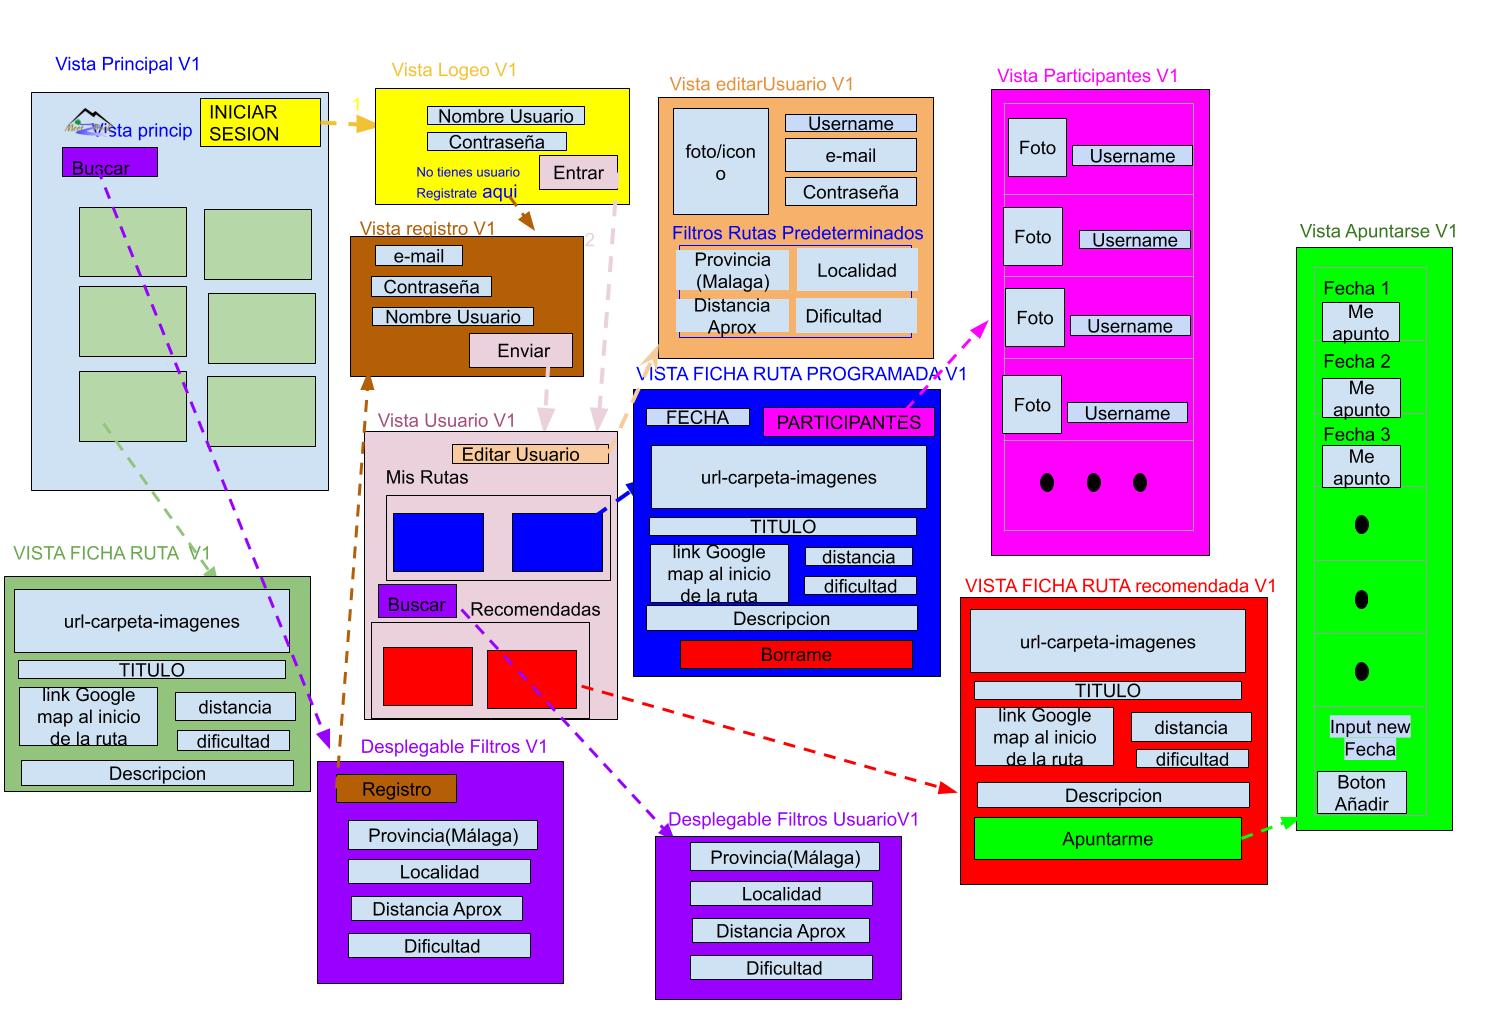 Vista Principal V1
Vista princip
INICIAR
SESION
Buscar
1
Vista Logeo V1
Nombre Usuario
Contraseña
No tienes usuario
Registrate aqui
Entrar
2
Vista registro V1
e-mail
Contraseña
Nombre Usuario
Enviar
Vista editarUsuario V1
foto/icon
o
Username
e-mail
Contraseña
Filtros Rutas Predeterminados
Provincia
(Malaga)
Localidad
Distancia
Aprox
Dificultad
Vista Participantes V1
Foto
Username
Foto
Username
Foto
Username
Foto
Username
Vista Apuntarse V1
Fecha 1
Me
apunto
Fecha 2
Me
apunto
Fecha 3
Me
apunto
Input new
Fecha
Boton
Añadir
Vista Usuario V1
Editar Usuario
Mis Rutas
Buscar
Recomendadas
VISTA FICHA RUTA PROGRAMADA V1
FECHA
PARTICIPANTES
url-carpeta-imagenes
TITULO
link Google
map al inicio
de la ruta
distancia
dificultad
Descripcion
Borrarme
VISTA FICHA RUTA V1
url-carpeta-imagenes
TITULO
link Google
map al inicio
de la ruta
distancia
dificultad
Descripcion
VISTA FICHA RUTA recomendada V1
url-carpeta-imagenes
TITULO
link Google
map al inicio
de la ruta
distancia
dificultad
Descripcion
Apuntarme
Desplegable Filtros V1
Registro
Provincia(Málaga)
Localidad
Distancia Aprox
Dificultad
Desplegable Filtros UsuarioV1
Provincia(Málaga)
Localidad
Distancia Aprox
Dificultad